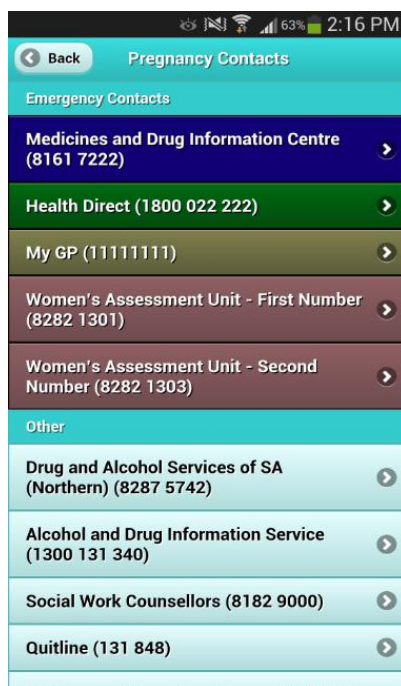 63% 2:16 PM
Back Pregnancy Contacts
Emergency Contacts
Medicines and Drug Information Centre
(8161 7222)
Health Direct (1800 022 222)
My GP (11111111)
Women's Assessment Unit - First Number
(8282 1301)
Women's Assessment Unit - Second
Number (8282 1303)
Other
Drug and Alcohol Services of SA
(Northern) (8287 5742)
Alcohol and Drug Information Service
(1300 131 340)
Social Work Counsellors (8182 9000)
Quitline (131 848)